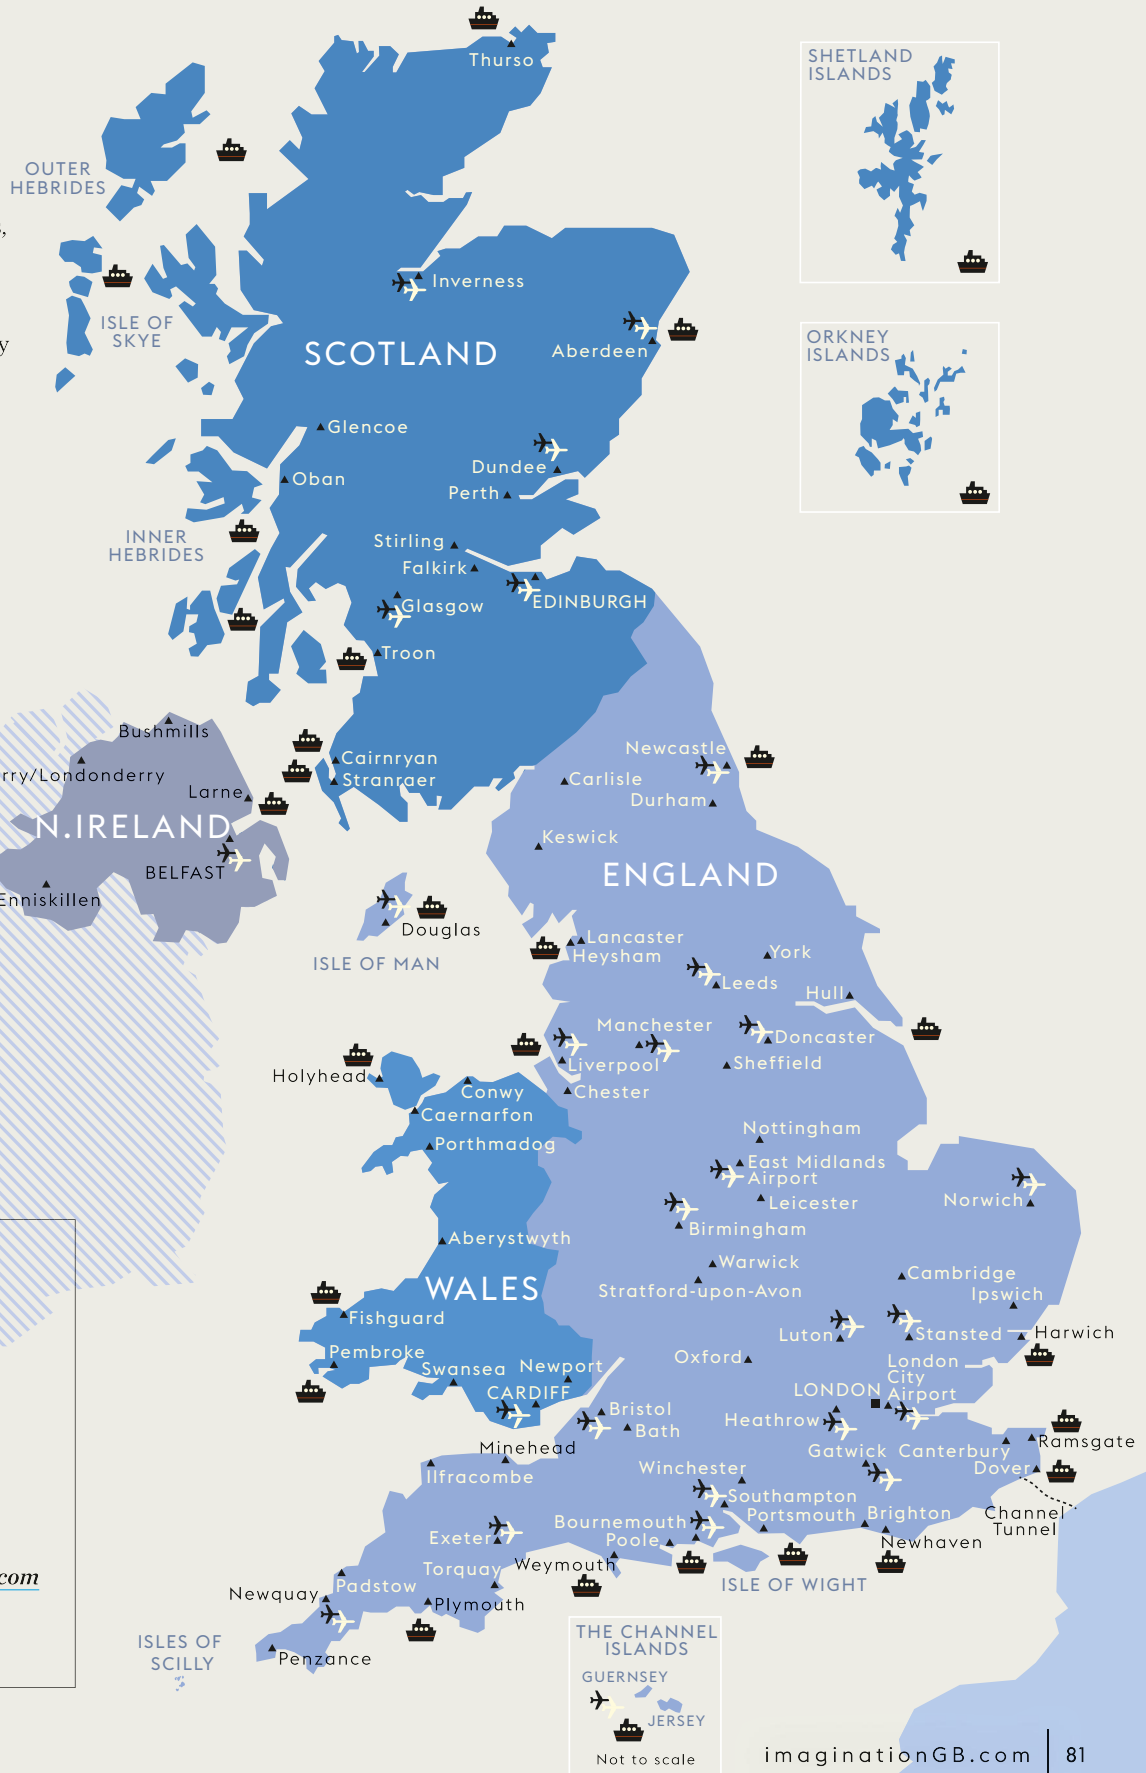 Thurso
SHETLAND
ISLANDS
OUTER
HEBRIDES
Inverness
ISLE OF
SKYE
y
SCOTLAND
Aberdeen
ORKNEY
ISLANDS
Glencoe
Dundee
Oban
Perth
INNER
HEBRIDES
Stirling
Falkirk
EDINBURGH
Glasgow
Troon
Bushmills
Cairnryan
rry/Londonderry
Stranraer
Larne
Newcastle
Carlisle
Durham
N.IRELAND
Keswick
BELFAST
ENGLAND
Enniskillen
Douglas
ISLE OF MAN
Lancaster
Heysham
York
Leeds
Hull
Manchester
Doncaster
Liverpool
Sheffield
Holyhead
Conwy
Chester
Caernarfon
Porthmadog
Nottingham
East Midlands
Airport
Norwich
Leicester
Birmingham
Aberystwyth
Warwick
Cambridge
WALES
Stratford-upon-Avon
Ipswich
Fishguard
Luton
Stansted
Harwich
Pembroke
Oxford
London
City
Airport
Swansea
Newport
CARDIFF
LONDON
Bristol
Heathrow
Bath
Minehead
Gatwick
Canterbury
Ramsgate
Ilfracombe
Winchester
Dover
Southampton
Portsmouth
Brighton
Channel
Tunnel
Bournemouth
Exeter
Poole
Newhaven
Torquay
Weymouth
ISLE OF WIGHT
.com
Padstow
Newquay
Plymouth
ISLES OF
SCILLY
Penzance
THE CHANNEL
ISLANDS
GUERNSEY
JERSEY
Not to scale
imaginationGB.com
81